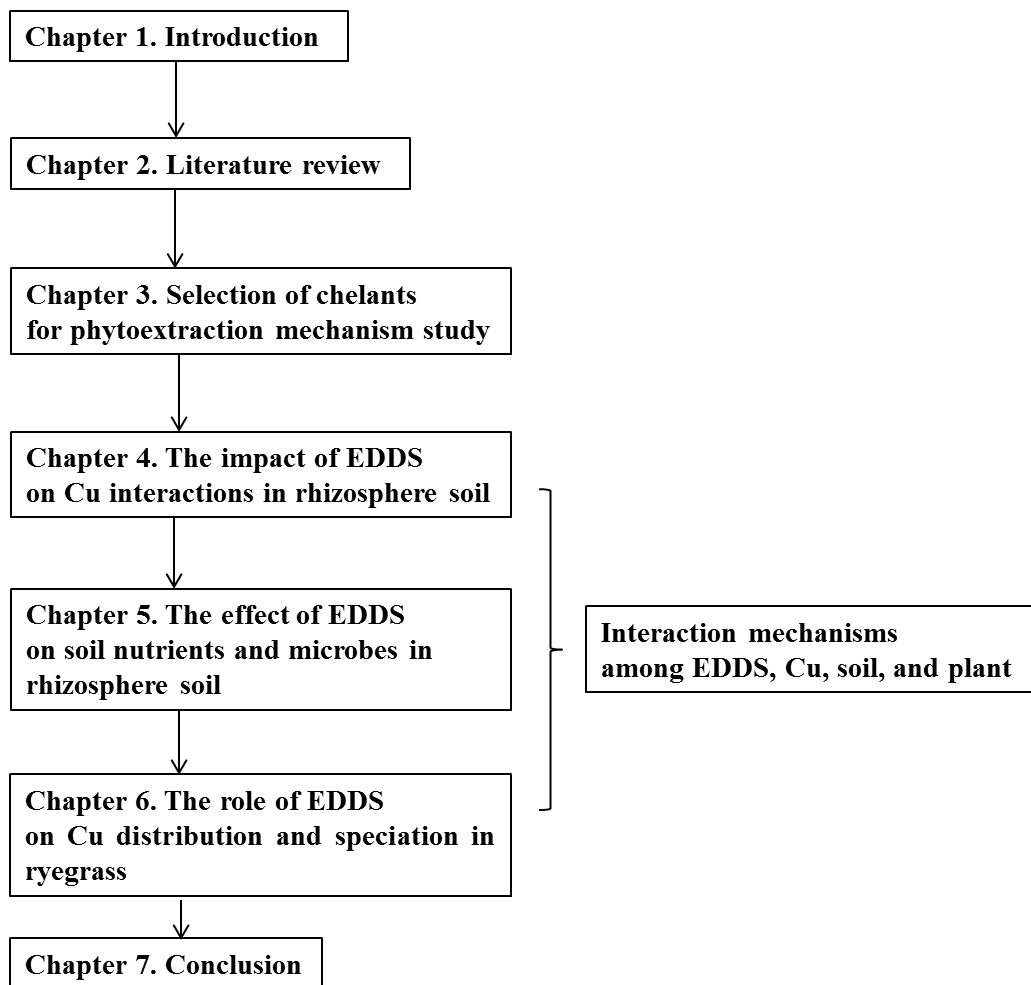 Chapter 1. Introduction
Chapter 2. Literature review
Chapter 3. Selection of chelants
for phytoextraction mechanism study
Chapter 4. The impact of EDDS
on Cu interactions in rhizosphere soil
Chapter 5. The effect of EDDS
on soil nutrients and microbes in
rhizosphere soil
Interaction mechanisms
among EDDS, Cu, soil, and plant
Chapter 6. The role of EDDS
on Cu distribution and speciation in
ryegrass
Chapter 7. Conclusion